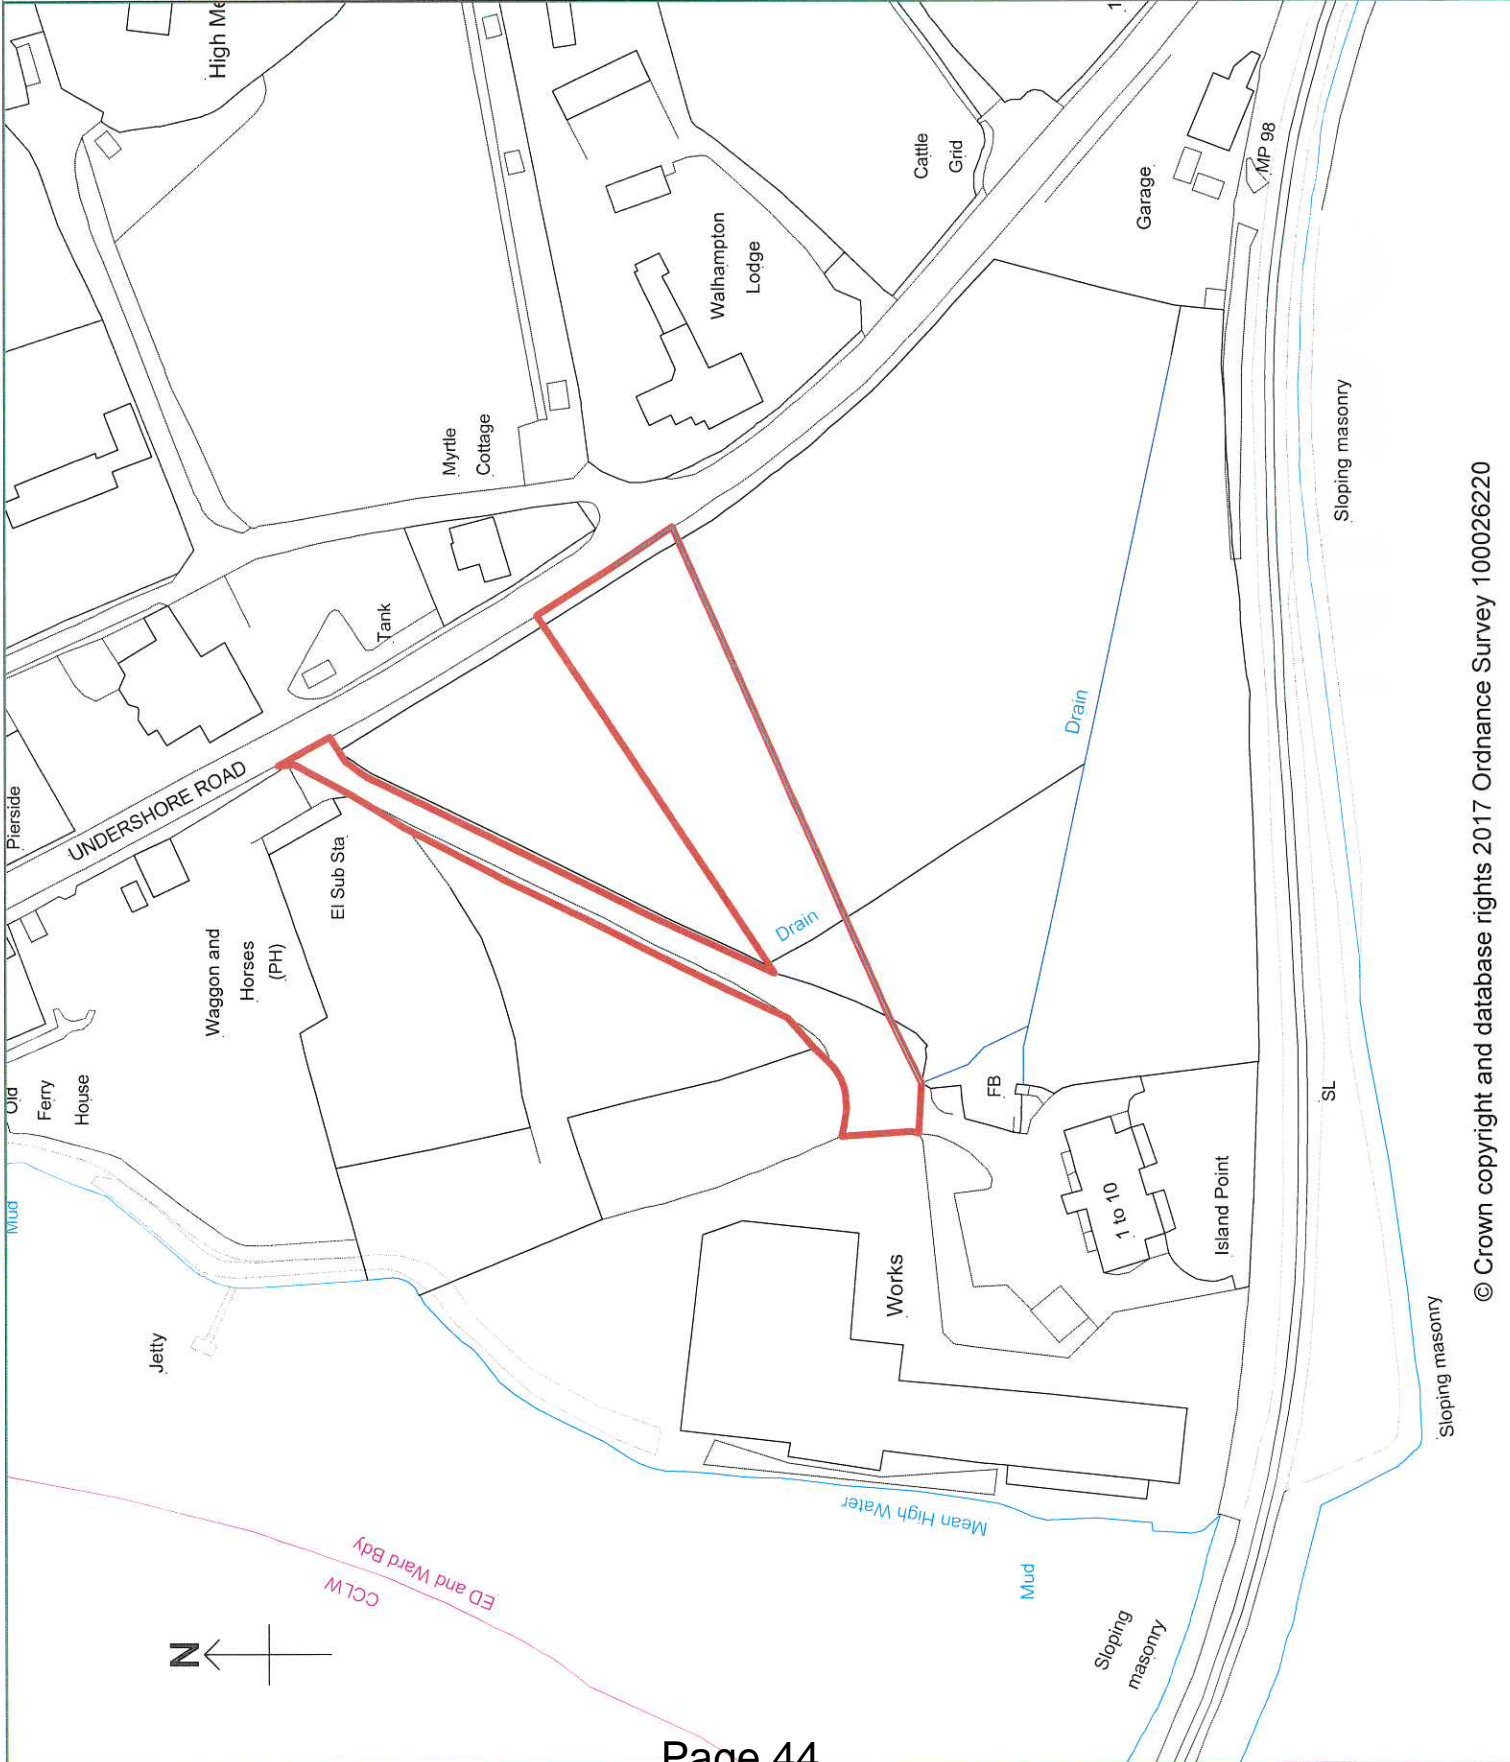 High Me
Cattle
Grid
MP 98
Garage
Walhampton
Lodge
Sloping masonry
Myrtle
Cottage
Tank
Pierside
UNDERSHORE ROAD
El Sub Sta
Drain
Drain
Waggon and
Horses
(PH)
Old
Ferry
House
FB
SL
1 to 10
Island Point
Mud
Works
Jetty
Sloping masonry
Mean High Water
ED and Ward Bdy
CCLW
Mud
Sloping
masonry
N
© Crown copyright and database rights 2017 Ordnance Survey 100026220
Page 44